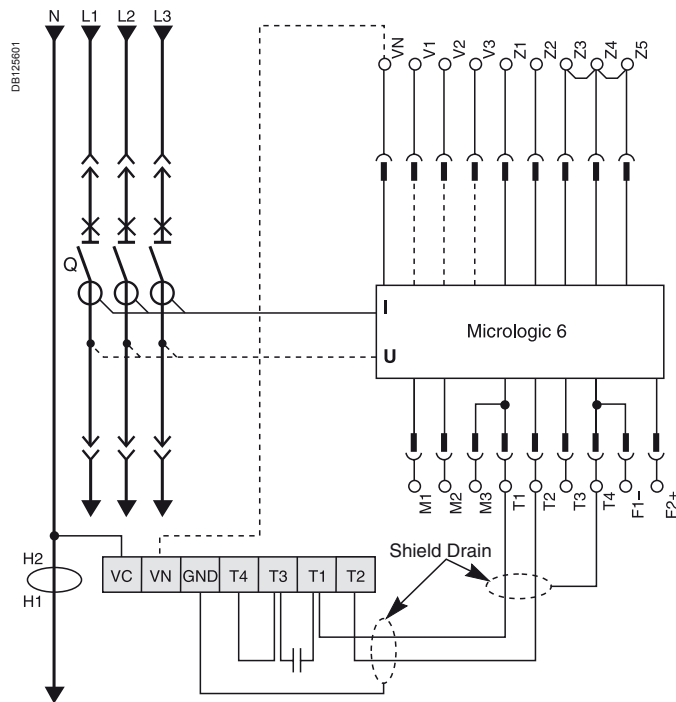 DB125601
N L1 L2 L3
VN V1 V2 V3 Z1 Z2 Z3 Z4 Z5
Q
I
Micrologic 6
U
M1 M2 M3 T1 T2 T3 T4 F1− F2+
Shield Drain
H2
H1
VC VN GND T4 T3 T1 T2